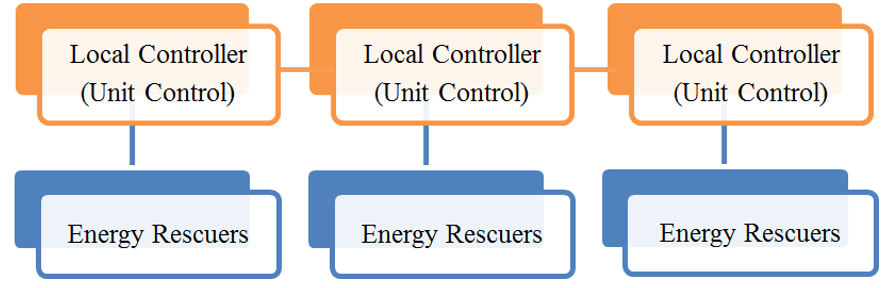 Local Controller
(Unit Control)
Local Controller
(Unit Control)
Local Controller
(Unit Control)
Energy Rescuers
Energy Rescuers
Energy Rescuers